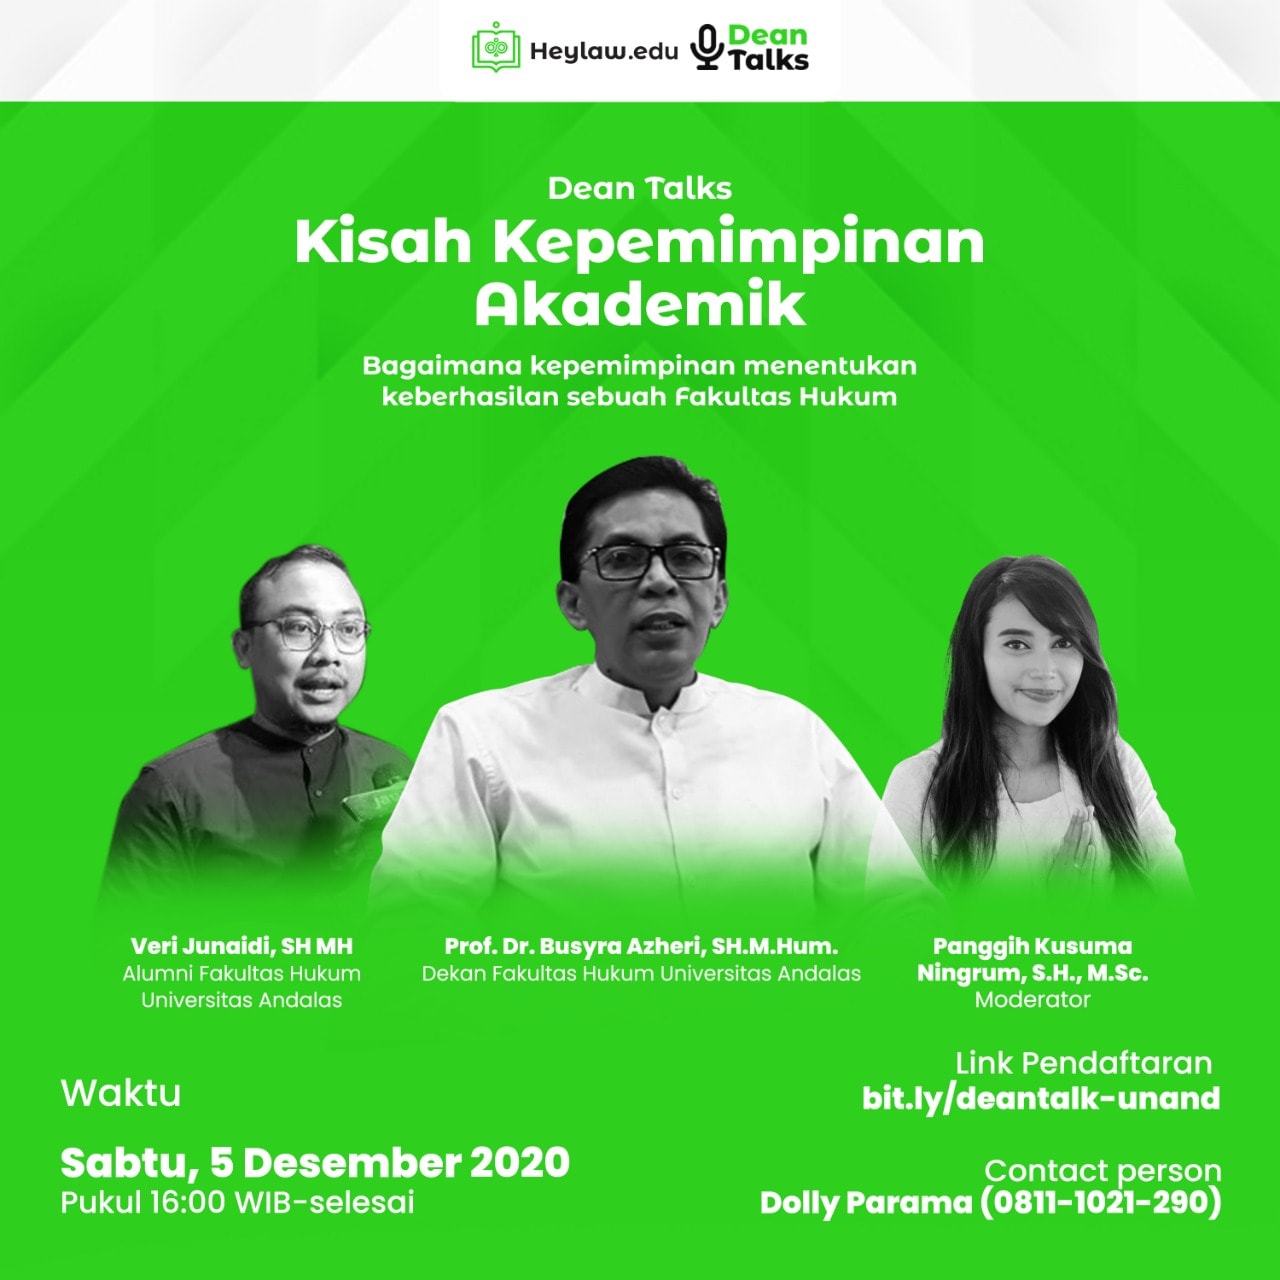 Heylaw.edu
Dean
Talks
Dean Talks
Kisah Kepemimpinan
Akademik
Bagaimana kepemimpinan menentukan
keberhasilan sebuah Fakultas Hukum
Veri Junaidi, SH MH
Alumni Fakultas Hukum
Universitas Andalas
Prof. Dr. Busyra Azheri, SH.M.Hum.
Dekan Fakultas Hukum Universitas Andalas
Panggih Kusuma
Ningrum, S.H., M.Sc.
Moderator
Waktu
Sabtu, 5 Desember 2020
Pukul 16:00 WIB-selesai
Link Pendaftaran
bit.ly/deantalk-unand
Contact person
Dolly Parama (0811-1021-290)